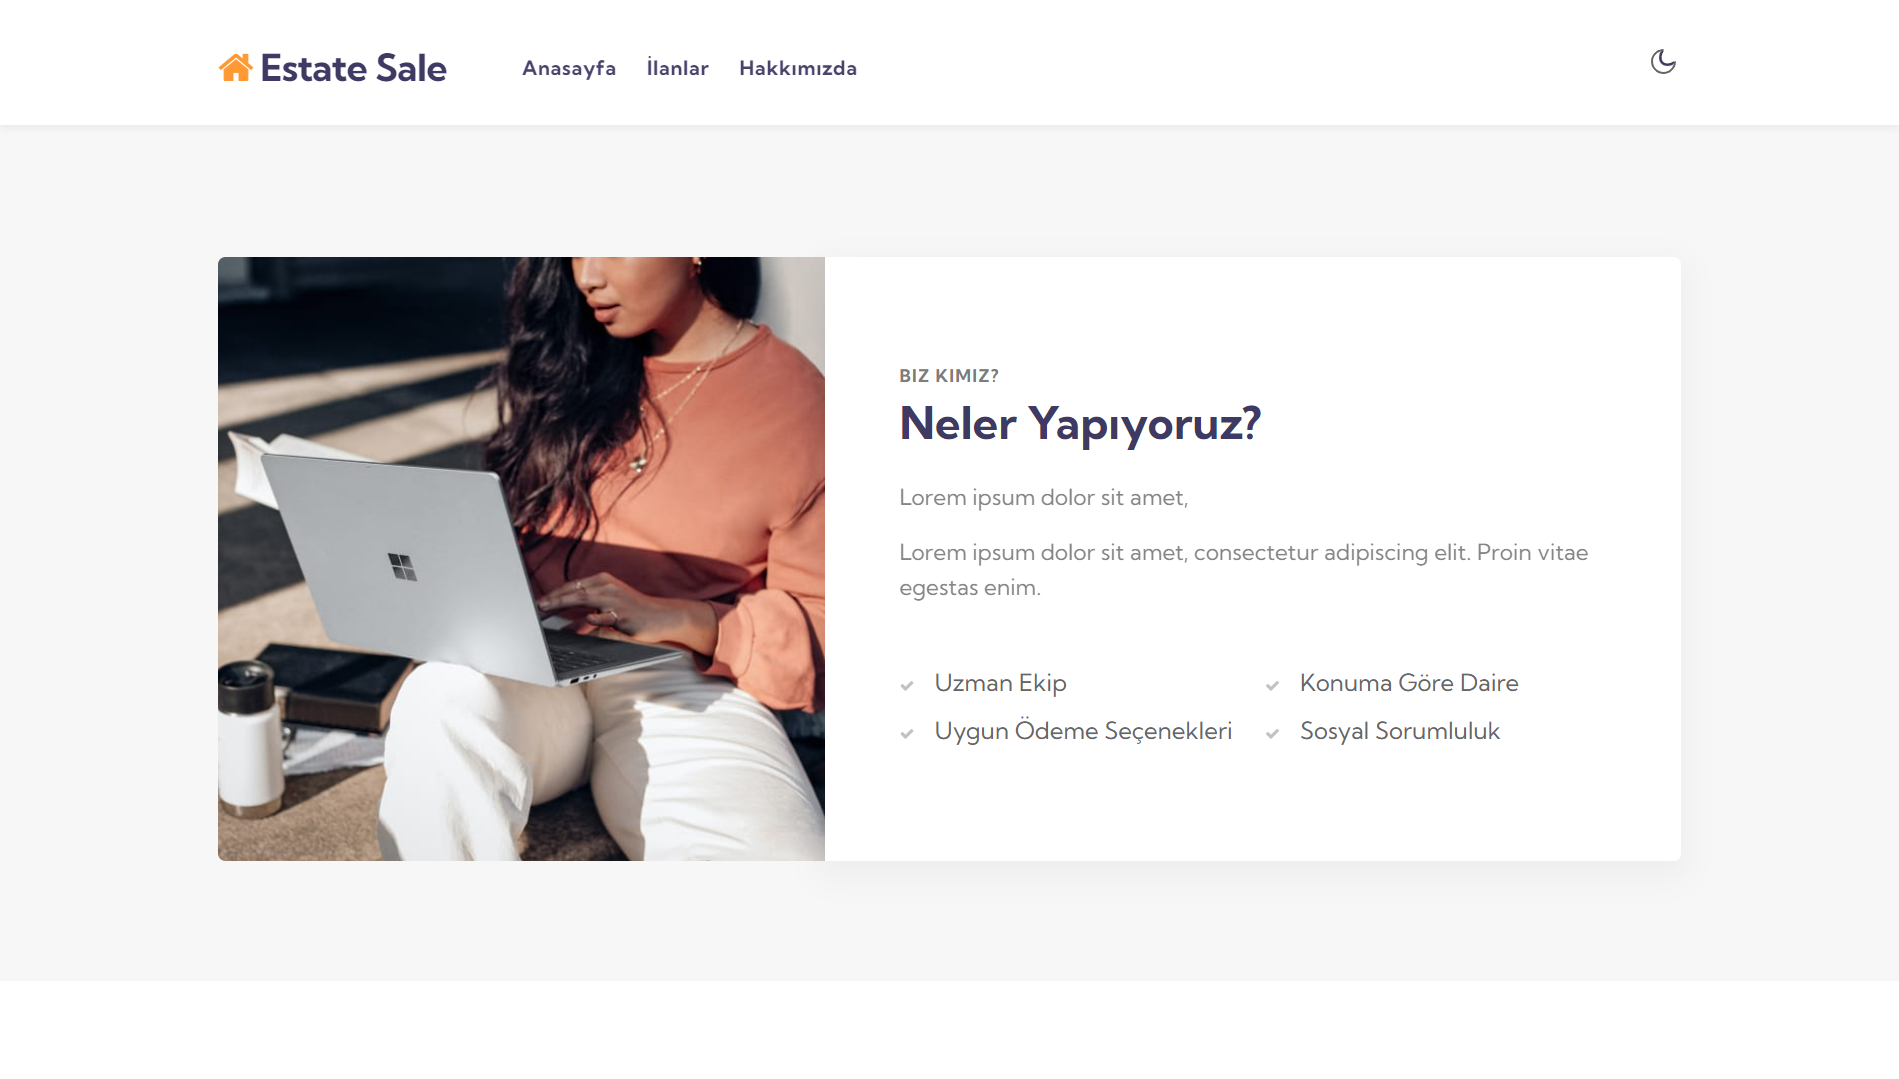 Estate Sale
Anasayfa İlanlar Hakkımızda
BIZ KIMIZ?
Neler Yapıyoruz?
Lorem ipsum dolor sit amet,
Lorem ipsum dolor sit amet, consectetur adipiscing elit. Proin vitae
egestas enim.
Uzman Ekip
Konuma Göre Daire
Uygun Ödeme Seçenekleri
Sosyal Sorumluluk